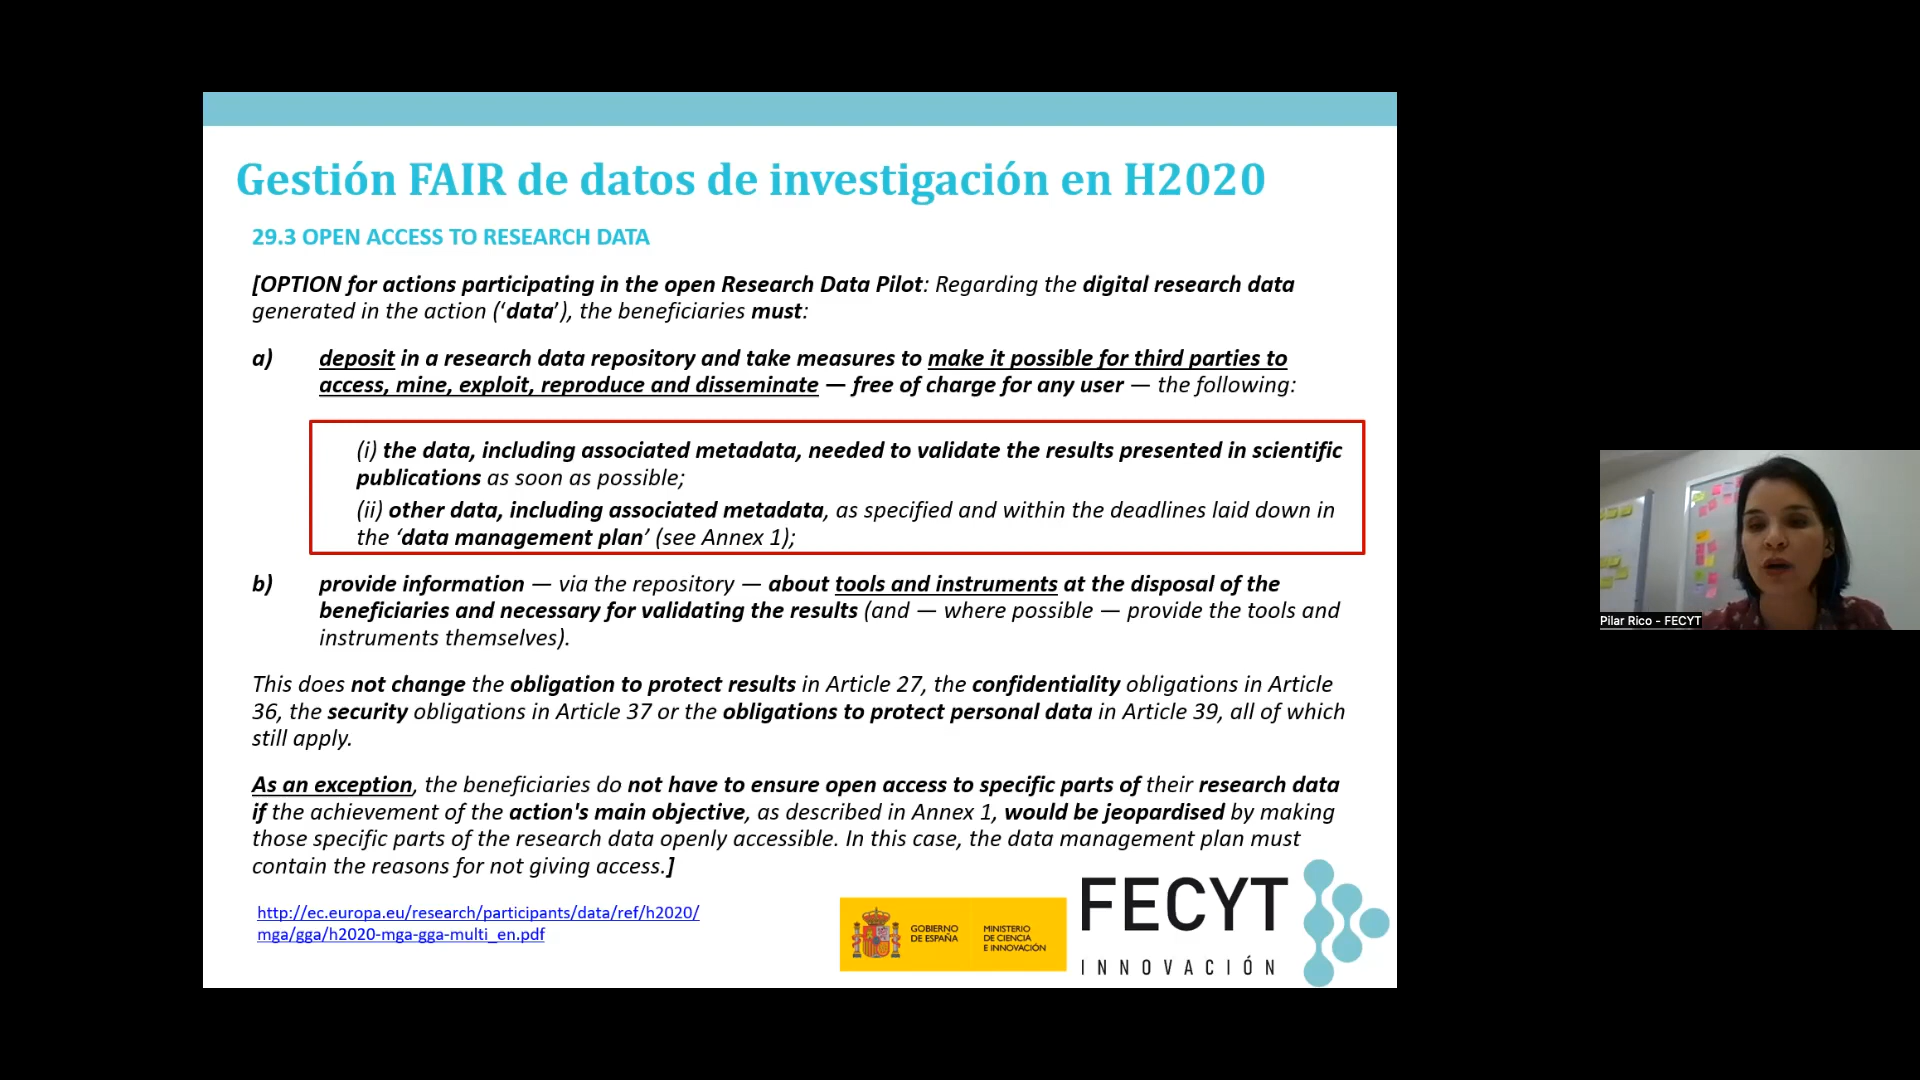 Gestión FAIR de datos de investigación en H2020
29.3 OPEN ACCESS TO RESEARCH DATA
[OPTION for actions participating in the open Research Data Pilot: Regarding the digital research data
generated in the action (‘data’), the beneficiaries must:
a) deposit in a research data repository and take measures to make it possible for third parties to
access, mine, exploit, reproduce and disseminate — free of charge for any user — the following:
(i) the data, including associated metadata, needed to validate the results presented in scientific
publications as soon as possible;
(ii) other data, including associated metadata, as specified and within the deadlines laid down in
the ‘data management plan’ (see Annex 1);
b) provide information — via the repository — about tools and instruments at the disposal of the
beneficiaries and necessary for validating the results (and — where possible — provide the tools and
instruments themselves).
This does not change the obligation to protect results in Article 27, the confidentiality obligations in Article
36, the security obligations in Article 37 or the obligations to protect personal data in Article 39, all of which
still apply.
As an exception, the beneficiaries do not have to ensure open access to specific parts of their research data
if the achievement of the action's main objective, as described in Annex 1, would be jeopardised by making
those specific parts of the research data openly accessible. In this case, the data management plan must
contain the reasons for not giving access.]
http://ec.europa.eu/research/participants/data/ref/h2020/
mga/gga/h2020-mga-gga-multi_en.pdf
GOBIERNO
DE ESPAÑA
MINISTERIO
DE CIENCIA
E INNOVACIÓN
FECYT
INNOVACIÓN
Pilar Rico - FECYT